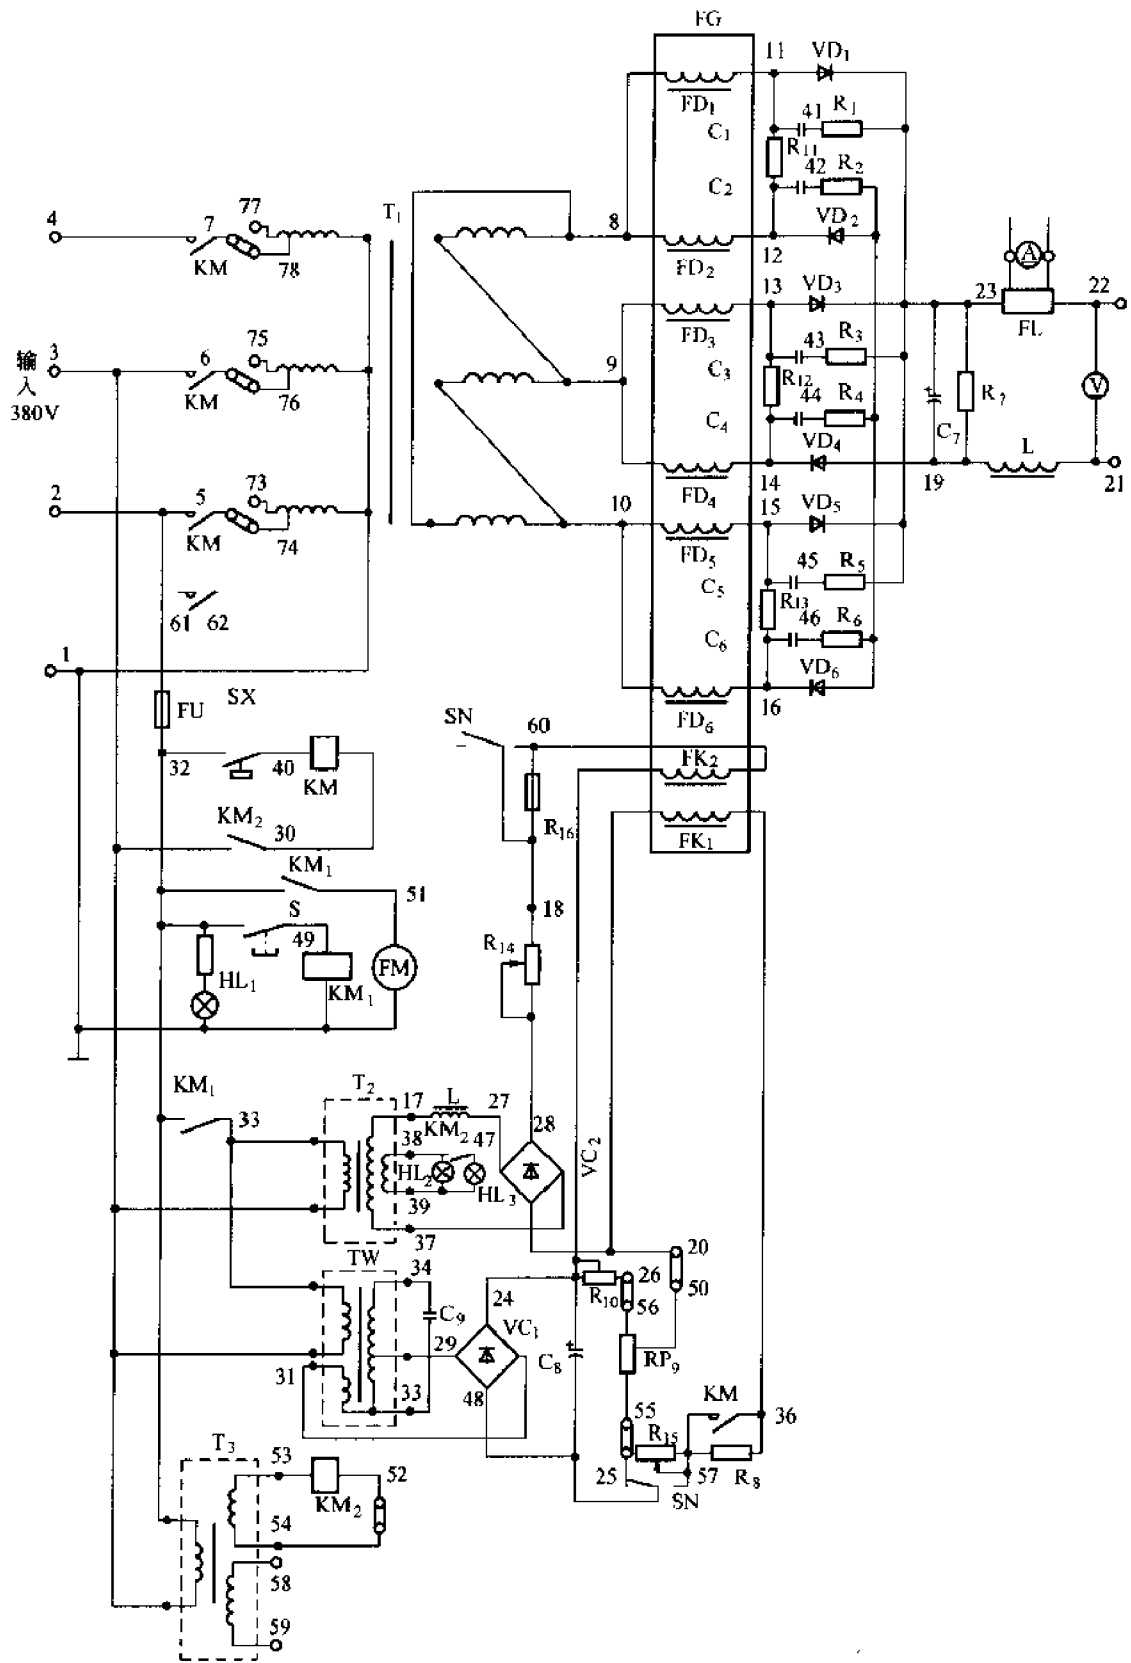 FG
11 VD1
41 R1
FD1
C1
R11
42 R2
C2
4
7
77
T1
8
VD2
KM
78
FD2
12
A
13
VD3
23
22
输入
380V
3
6
75
FD3
43
R3
FL
9
C3
KM
76
R12
44
R4
R7
V
C4
C7
VD4
L
2
5
73
10
FD4
14
19
21
15
VD5
KM
74
FD5
45
R5
C5
R13
61 62
46
R6
C6
1
VD6
SX
FU
SN
60
FD6
16
32
40
KM
FK2
KM2
30
R16
FK1
KM1
51
S
18
49
R14
HL1
KM1
FM
KM1
33
T2
17
L
27
28
38
KM2
47
VC2
HL2
HL3
39
37
20
TW
34
26
50
24
R10
56
C9
29
VC1
C8
RP9
31
33
48
KM
55
36
R15
T3
53
52
25
57
R8
KM2
SN
54
58
59